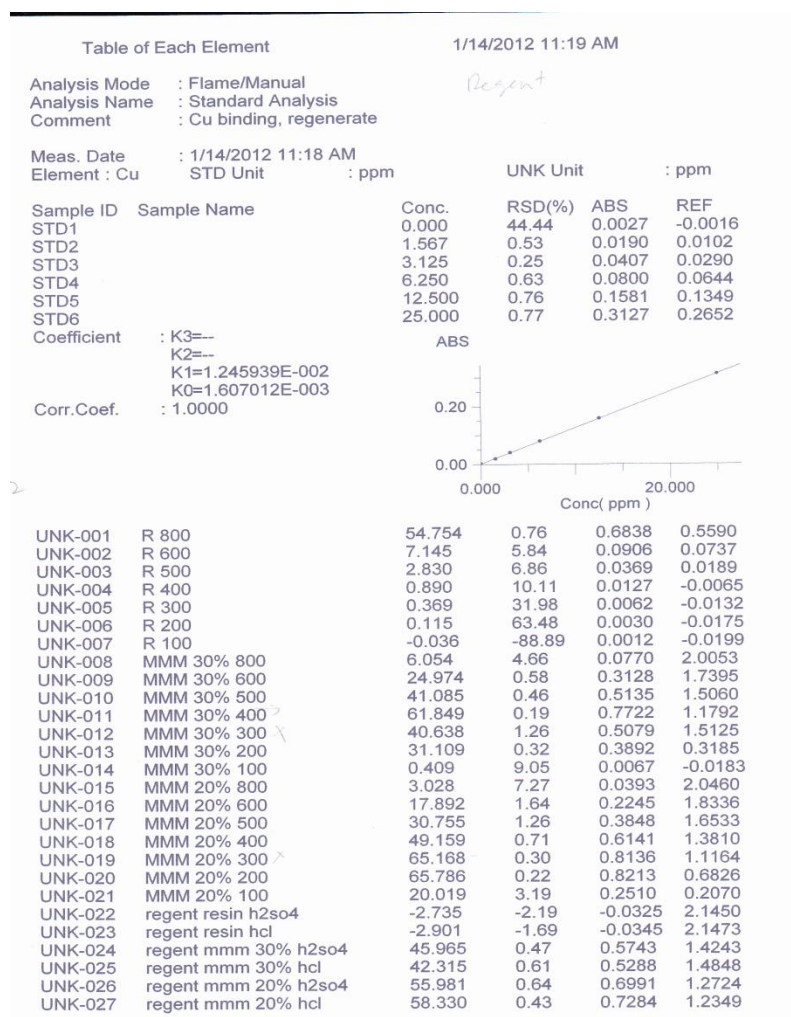 Table of Each Element 1/14/2012 11:19 AM
Analysis Mode : Flame/Manual Regent
Analysis Name : Standard Analysis
Comment : Cu binding, regenerate
Meas. Date : 1/14/2012 11:18 AM
Element : Cu STD Unit : ppm UNK Unit : ppm
Sample ID Sample Name Conc. RSD(%) ABS REF
STD1 0.000 44.44 0.0027 -0.0016
STD2 1.567 0.53 0.0190 0.0102
STD3 3.125 0.25 0.0407 0.0290
STD4 6.250 0.63 0.0800 0.0644
STD5 12.500 0.76 0.1581 0.1349
STD6 25.000 0.77 0.3127 0.2652
Coefficient : K3=--
K2=--
K1=1.245939E-002
K0=1.607012E-003
Corr.Coef. : 1.0000
ABS
0.20
0.00
0.000 20.000
Conc( ppm )
2
UNK-001 R 800 54.754 0.76 0.6838 0.5590
UNK-002 R 600 7.145 5.84 0.0906 0.0737
UNK-003 R 500 2.830 6.86 0.0369 0.0189
UNK-004 R 400 0.890 10.11 0.0127 -0.0065
UNK-005 R 300 0.369 31.98 0.0062 -0.0132
UNK-006 R 200 0.115 63.48 0.0030 -0.0175
UNK-007 R 100 -0.036 -88.89 0.0012 -0.0199
UNK-008 MMM 30% 800 6.054 4.66 0.0770 2.0053
UNK-009 MMM 30% 600 24.974 0.58 0.3128 1.7395
UNK-010 MMM 30% 500 41.085 0.46 0.5135 1.5060
UNK-011 MMM 30% 400 61.849 0.19 0.7722 1.1792
UNK-012 MMM 30% 300 40.638 1.26 0.5079 1.5125
UNK-013 MMM 30% 200 31.109 0.32 0.3892 0.3185
UNK-014 MMM 30% 100 0.409 9.05 0.0067 -0.0183
UNK-015 MMM 20% 800 3.028 7.27 0.0393 2.0460
UNK-016 MMM 20% 600 17.892 1.64 0.2245 1.8336
UNK-017 MMM 20% 500 30.755 1.26 0.3848 1.6533
UNK-018 MMM 20% 400 49.159 0.71 0.6141 1.3810
UNK-019 MMM 20% 300 65.168 0.30 0.8136 1.1164
UNK-020 MMM 20% 200 65.786 0.22 0.8213 0.6826
UNK-021 MMM 20% 100 20.019 3.19 0.2510 0.2070
UNK-022 regent resin h2so4 -2.735 -2.19 -0.0325 2.1450
UNK-023 regent resin hcl -2.901 -1.69 -0.0345 2.1473
UNK-024 regent mmm 30% h2so4 45.965 0.47 0.5743 1.4243
UNK-025 regent mmm 30% hcl 42.315 0.61 0.5288 1.4848
UNK-026 regent mmm 20% h2so4 55.981 0.64 0.6991 1.2724
UNK-027 regent mmm 20% hcl 58.330 0.43 0.7284 1.2349